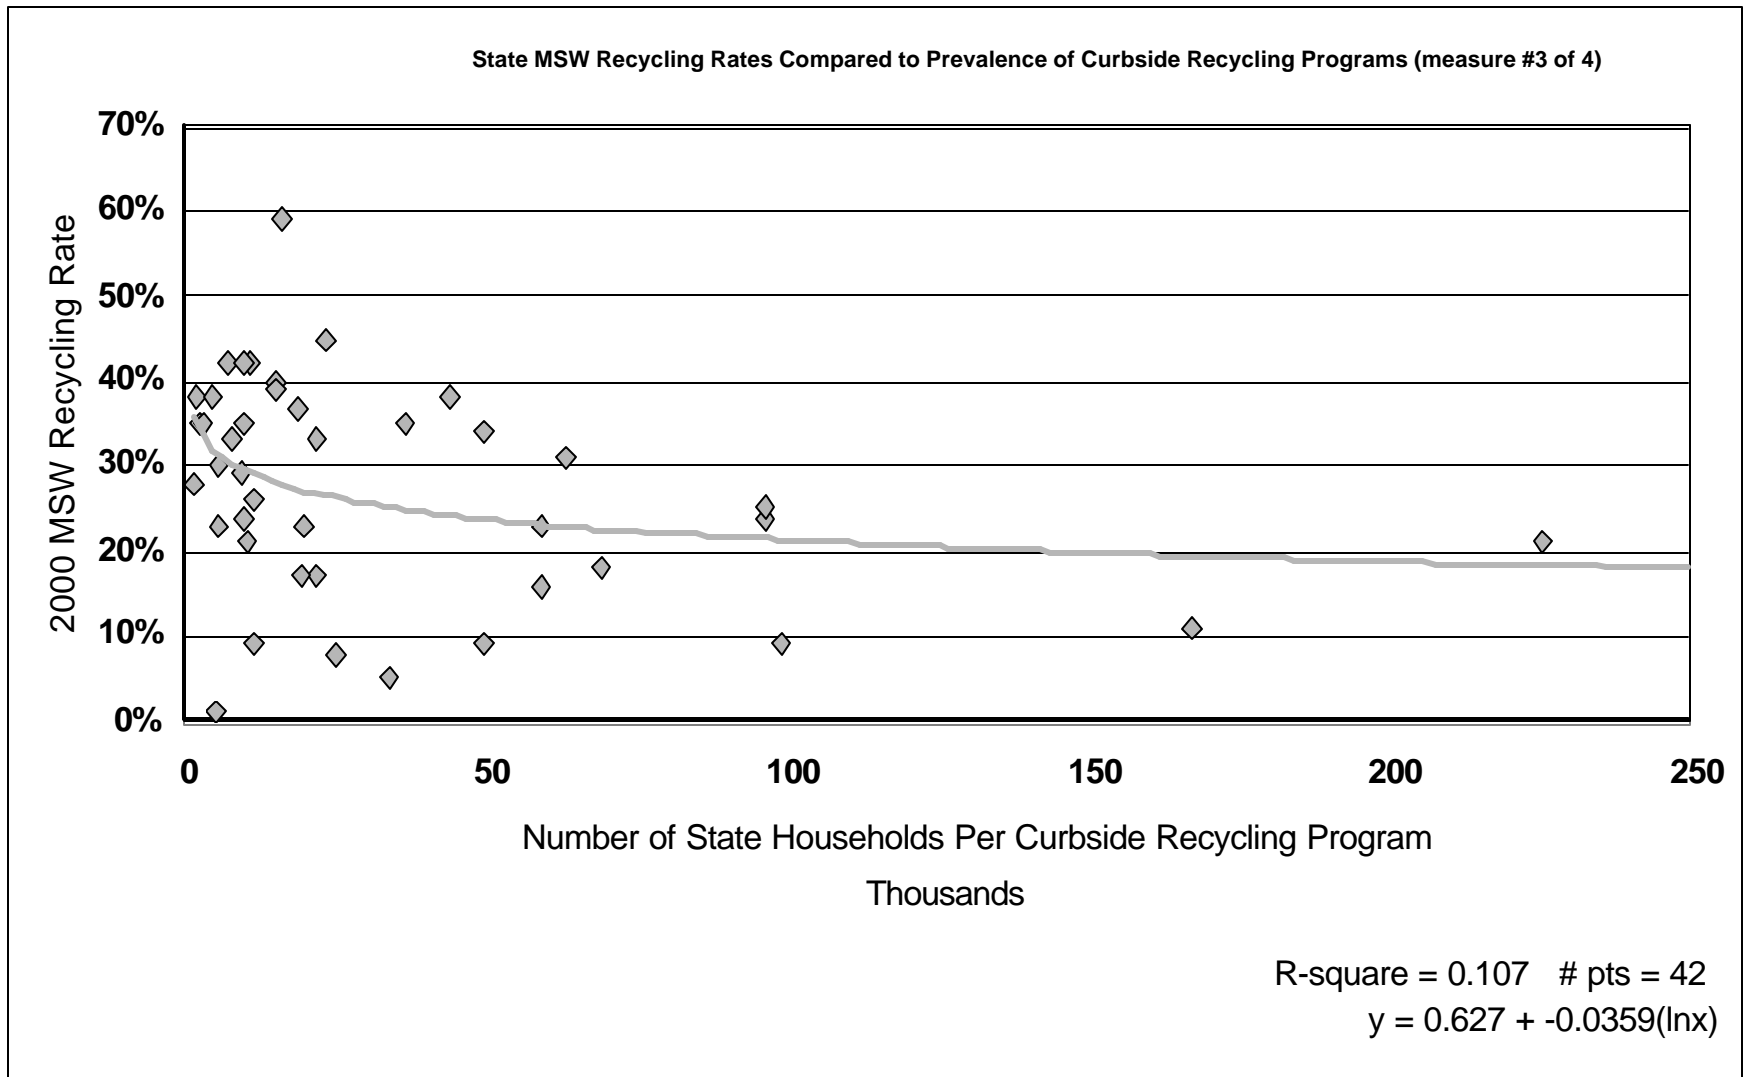 State MSW Recycling Rates Compared to Prevalence of Curbside Recycling Programs (measure #3 of 4)
70%
60%
50%
40%
30%
20%
10%
0%
2000 MSW Recycling Rate
0 50 100 150 200 250
Number of State Households Per Curbside Recycling Program
Thousands
R-square = 0.107 # pts = 42
y = 0.627 + -0.0359(lnx)